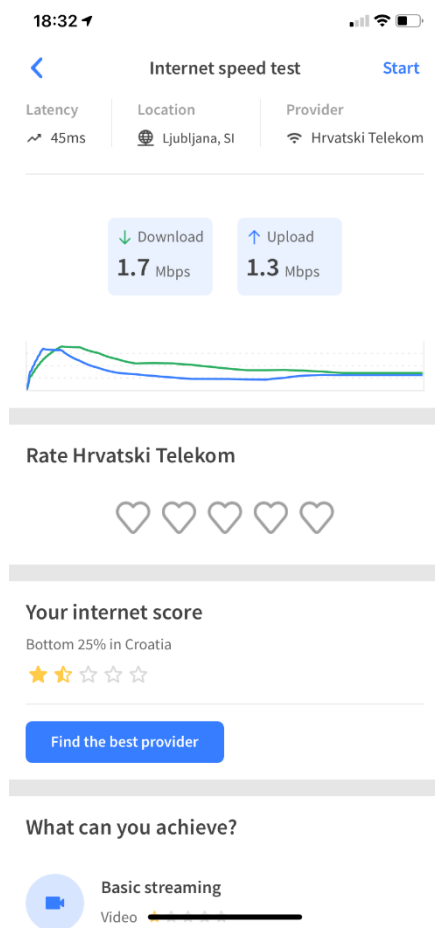 18:32
Internet speed test
Start
Latency
Location
Provider
45ms
Ljubljana, SI
Hrvatski Telekom
Download
Upload
1.7 Mbps
1.3 Mbps
Rate Hrvatski Telekom
Your internet score
Bottom 25% in Croatia
Find the best provider
What can you achieve?
Basic streaming
Video